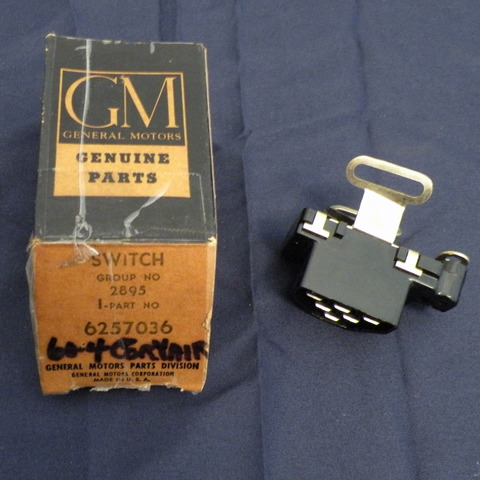 GM
GENERAL MOTORS
GENUINE
PARTS
SWITCH
GROUP NO
2895
1-PART NO
6257036
60-4 CORVAIR
GENERAL MOTORS PARTS DIVISION
GENERAL MOTORS CORPORATION
MADE IN U. S. A.